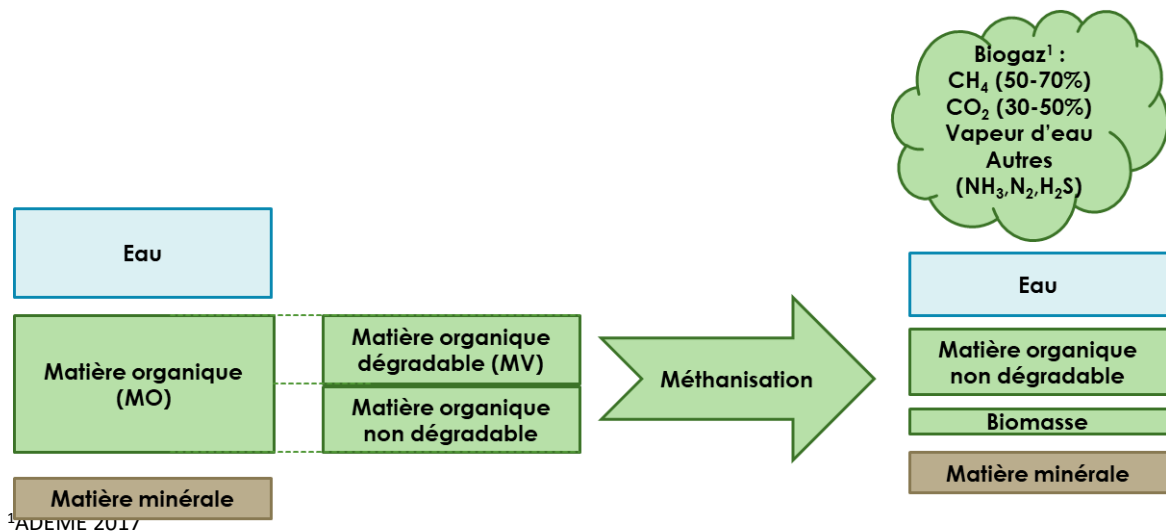 Biogaz¹ :
CH₄ (50-70%)
CO₂ (30-50%)
Vapeur d'eau
Autres
(NH₃,N₂,H₂S)
Eau
Matière organique
(MO)
Matière minérale
Matière organique
dégradable (MV)
Matière organique
non dégradable
Méthanisation
Eau
Matière organique
non dégradable
Biomasse
Matière minérale
¹ADEME 2017